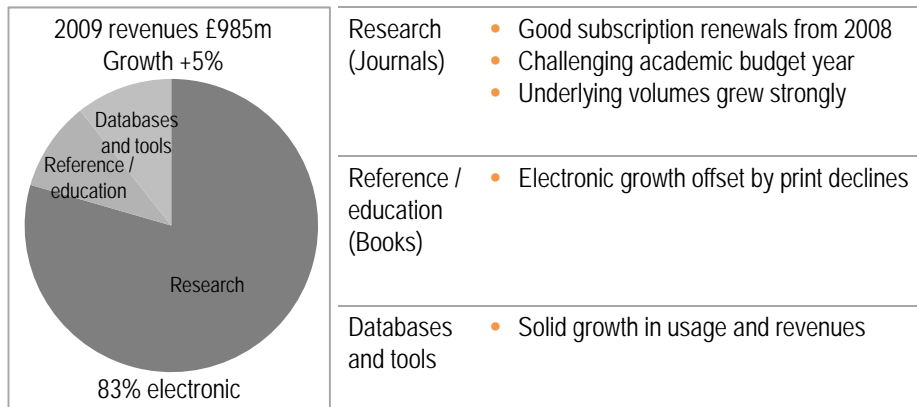 2009 revenues £985m
Growth +5%
Databases
and tools
Reference /
education
Research
83% electronic
Research
(Journals)
• Good subscription renewals from 2008
• Challenging academic budget year
• Underlying volumes grew strongly
Reference /
education
(Books)
• Electronic growth offset by print declines
Databases
and tools
• Solid growth in usage and revenues